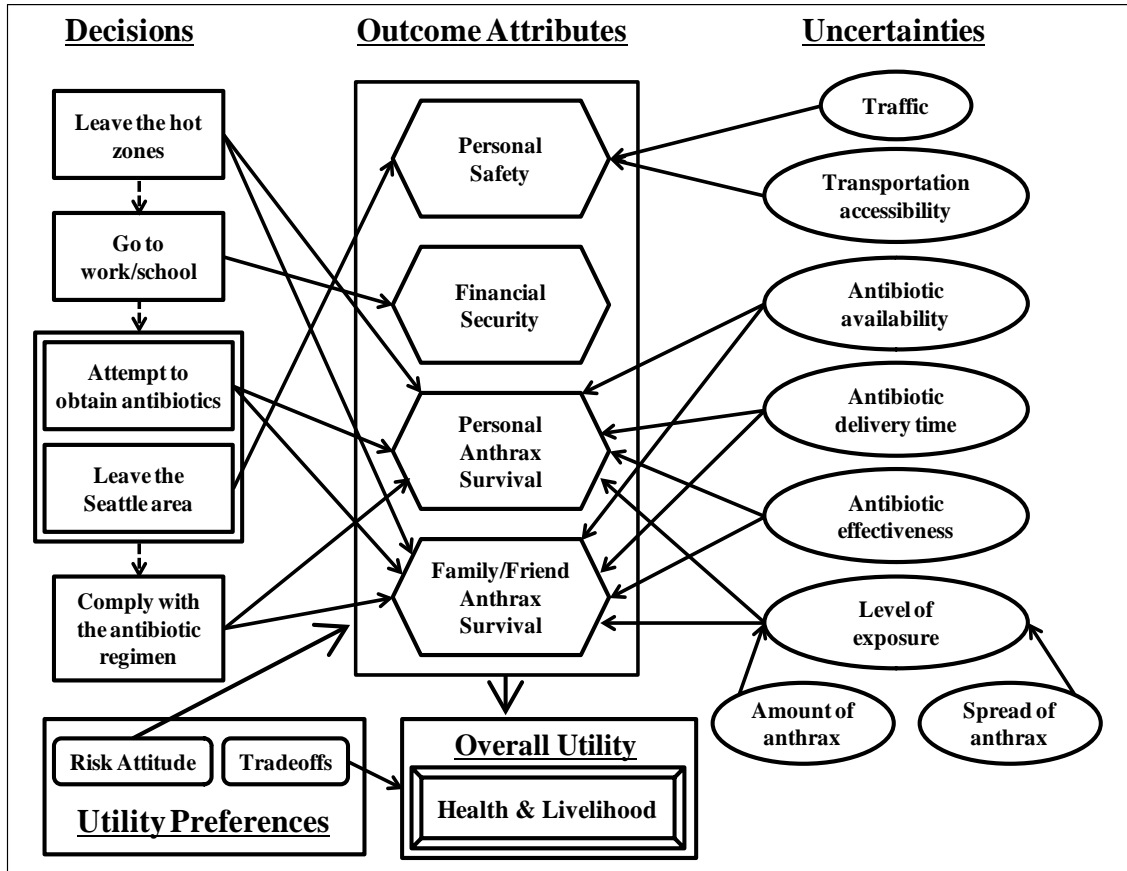 Decisions
Outcome Attributes
Uncertainties
Leave the hot
zones
Go to
work/school
Attempt to
obtain antibiotics
Leave the
Seattle area
Comply with
the antibiotic
regimen
Personal
Safety
Financial
Security
Personal
Anthrax
Survival
Family/Friend
Anthrax
Survival
Traffic
Transportation
accessibility
Antibiotic
availability
Antibiotic
delivery time
Antibiotic
effectiveness
Level of
exposure
Amount of
anthrax
Spread of
anthrax
Risk Attitude
Tradeoffs
Utility Preferences
Overall Utility
Health & Livelihood